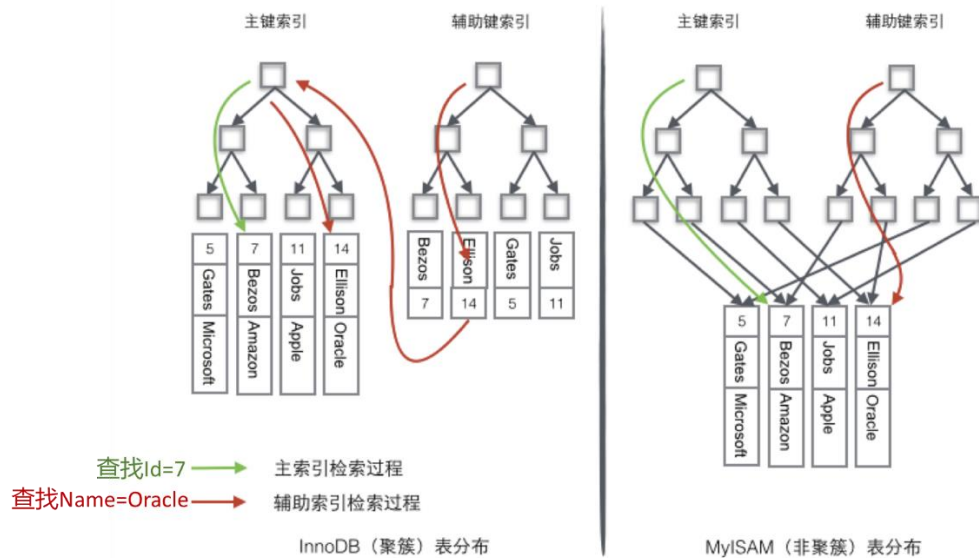 主键索引
辅助键索引
主键索引
辅助键索引
5
7
11
14
Gates
Bezos
Jobs
Ellison
Microsoft
Amazon
Apple
Oracle
Bezos
Ellison
Gates
Jobs
7
14
5
11
5
7
11
14
Gates
Bezos
Jobs
Ellison
Microsoft
Amazon
Apple
Oracle
查找Id=7
主索引检索过程
查找Name=Oracle
辅助索引检索过程
InnoDB（聚簇）表分布
MyISAM（非聚簇）表分布